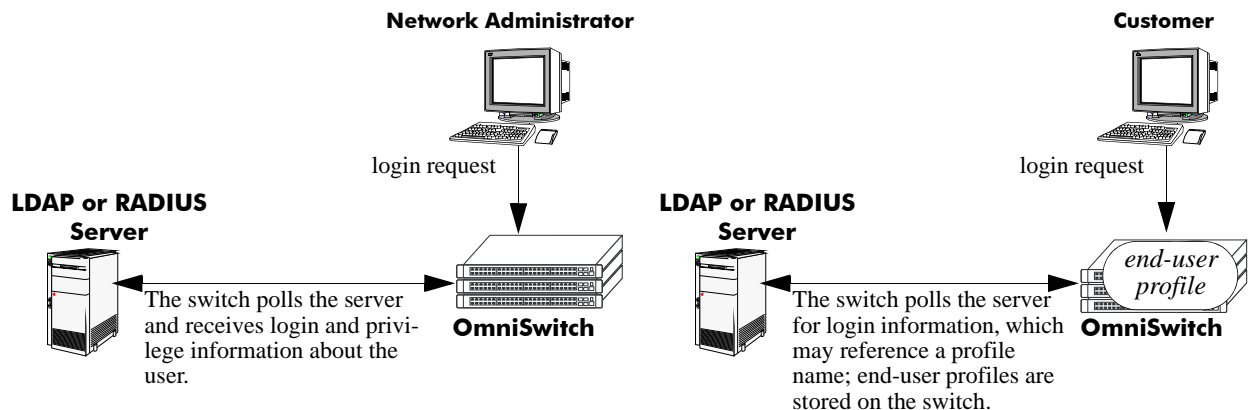 Network Administrator
login request
LDAP or RADIUS
Server
The switch polls the server
and receives login and privi-
lege information about the
user.
OmniSwitch
Customer
login request
LDAP or RADIUS
Server
end-user
profile
The switch polls the server
for login information, which
may reference a profile
name; end-user profiles are
stored on the switch.
OmniSwitch